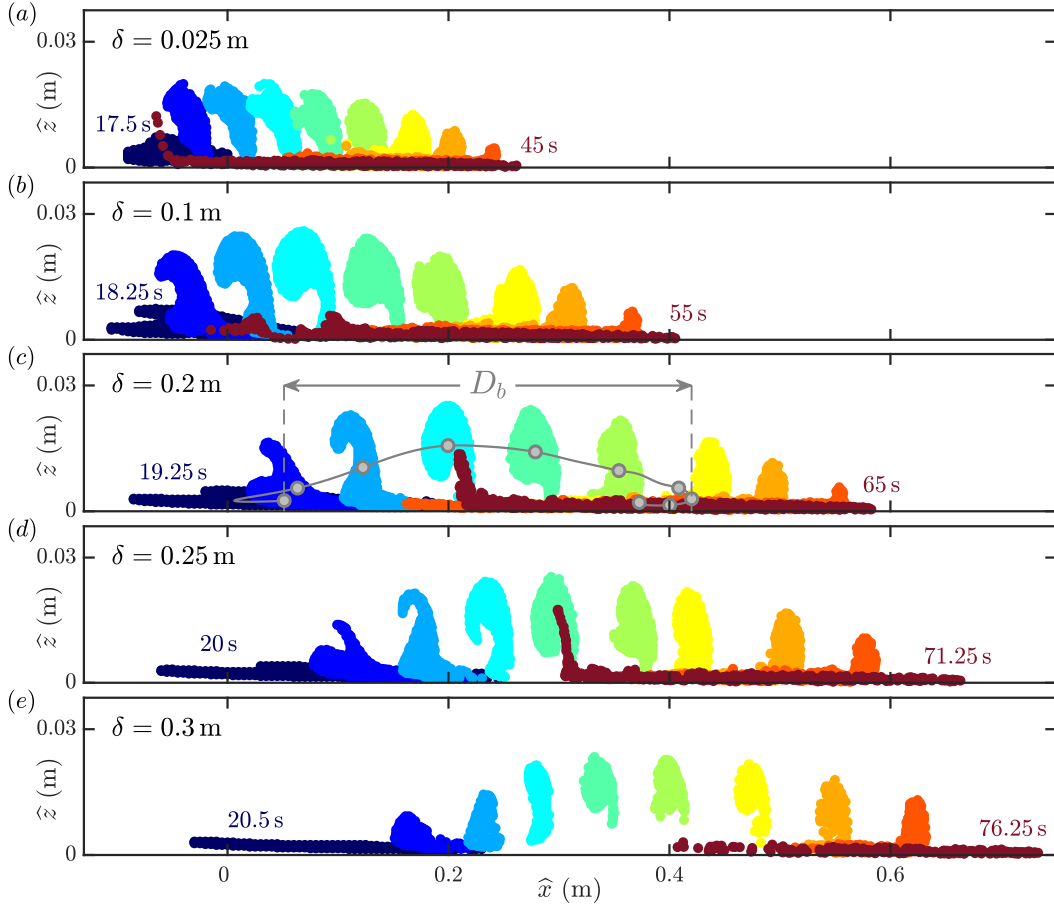 (a)
δ = 0.025 m
0.03
ẑ (m)
17.5 s
45 s
0
(b)
δ = 0.1 m
0.03
ẑ (m)
18.25 s
55 s
0
(c)
δ = 0.2 m
D_b
0.03
ẑ (m)
19.25 s
65 s
0
(d)
δ = 0.25 m
0.03
ẑ (m)
20 s
71.25 s
0
(e)
δ = 0.3 m
0.03
ẑ (m)
20.5 s
76.25 s
0
0 0.2 0.4 0.6
x̂ (m)